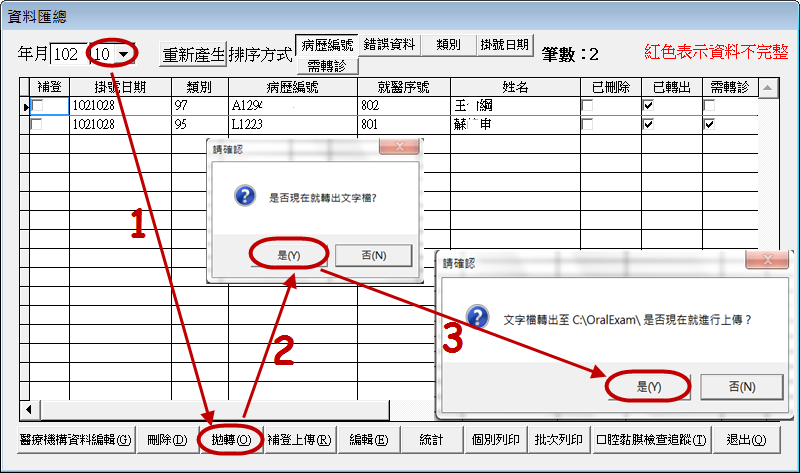 資料匯總
年月 102 10 重新產生 排序方式 病歷編號 錯誤資料 類別 掛號日期 需轉診 筆數：2 紅色表示資料不完整
補登 掛號日期 類別 病歷編號 就醫序號 姓名 已刪除 已轉出 需轉診
1021028 97 A129 802 王 綱
1021028 95 L1223 801 蘇 申
請確認
是否現在就轉出文字檔?
是(Y) 否(N)
請確認
文字檔轉出至 C:\OralExam\ 是否現在就進行上傳？
是(Y) 否(N)
1
2
3
醫療機構資料編輯(G) 刪除(D) 拋轉(O) 補登上傳(R) 編輯(E) 統計 個別列印 批次列印 口腔黏膜檢查追蹤(T) 退出(Q)